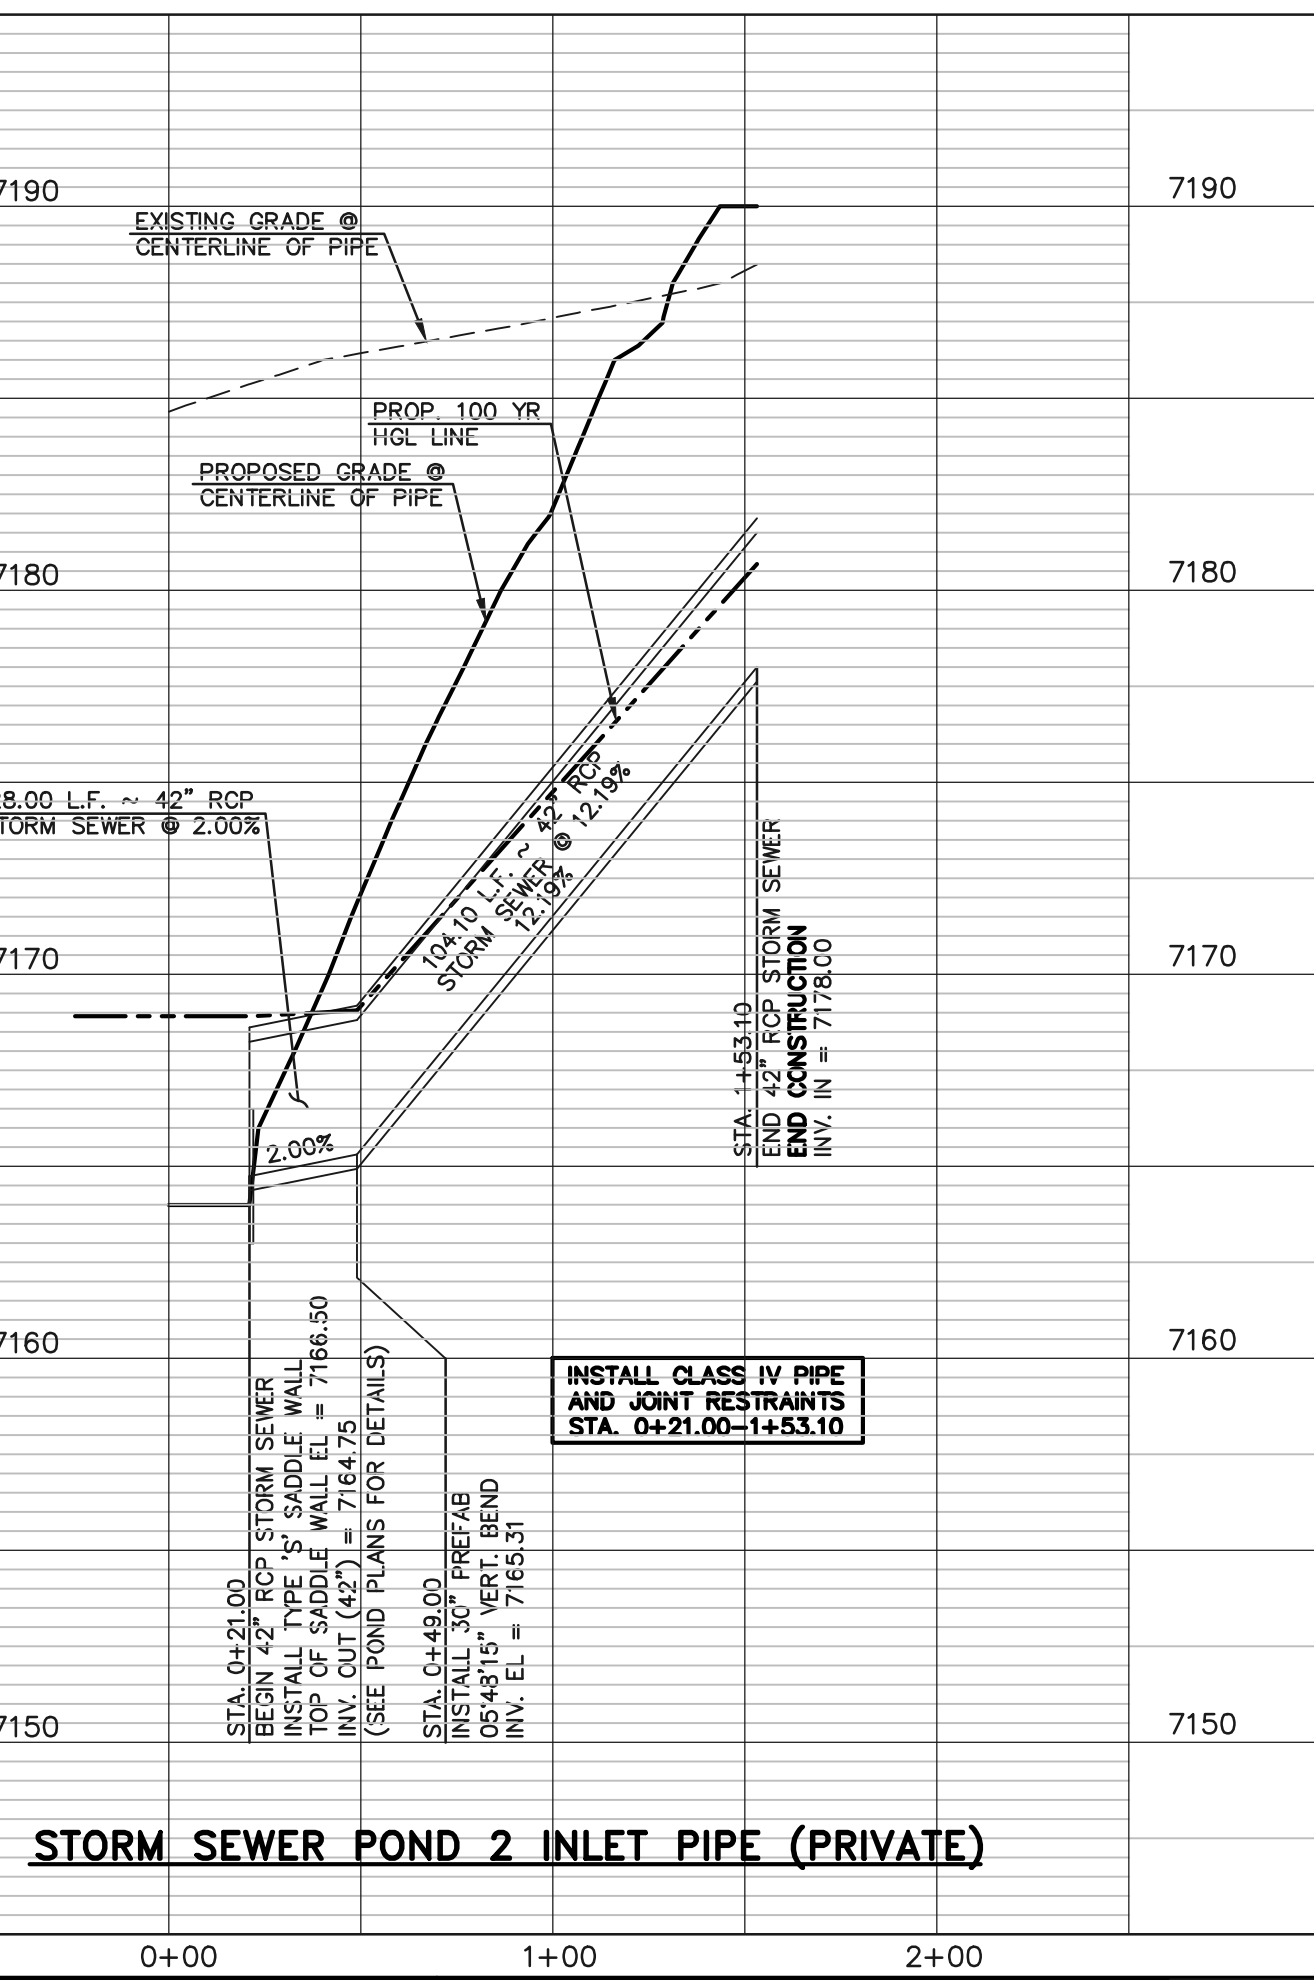 7190
7190
EXISTING GRADE @
CENTERLINE OF PIPE
PROP. 100 YR
HGL LINE
PROPOSED GRADE @
CENTERLINE OF PIPE
7180
7180
8.00 L.F. ~ 42" RCP
TORM SEWER @ 2.00%
104.10 L.F. ~ 42" RCP
STORM SEWER @ 12.19%
12.19%
7170
7170
2.00%
STA. 1+53.10
END 42" RCP STORM SEWER
END CONSTRUCTION
INV. IN = 7178.00
7160
7160
INSTALL CLASS IV PIPE
AND JOINT RESTRAINTS
STA. 0+21.00-1+53.10
STA. 0+21.00
BEGIN 42" RCP STORM SEWER
INSTALL TYPE 'S' SADDLE WALL
TOP OF SADDLE WALL EL = 7166.50
INV. OUT (42") = 7164.75
(SEE POND PLANS FOR DETAILS)
STA. 0+49.00
INSTALL 30" PREFAB
05°48'15" VERT. BEND
INV. EL = 7165.31
7150
7150
STORM SEWER POND 2 INLET PIPE (PRIVATE)
0+00
1+00
2+00